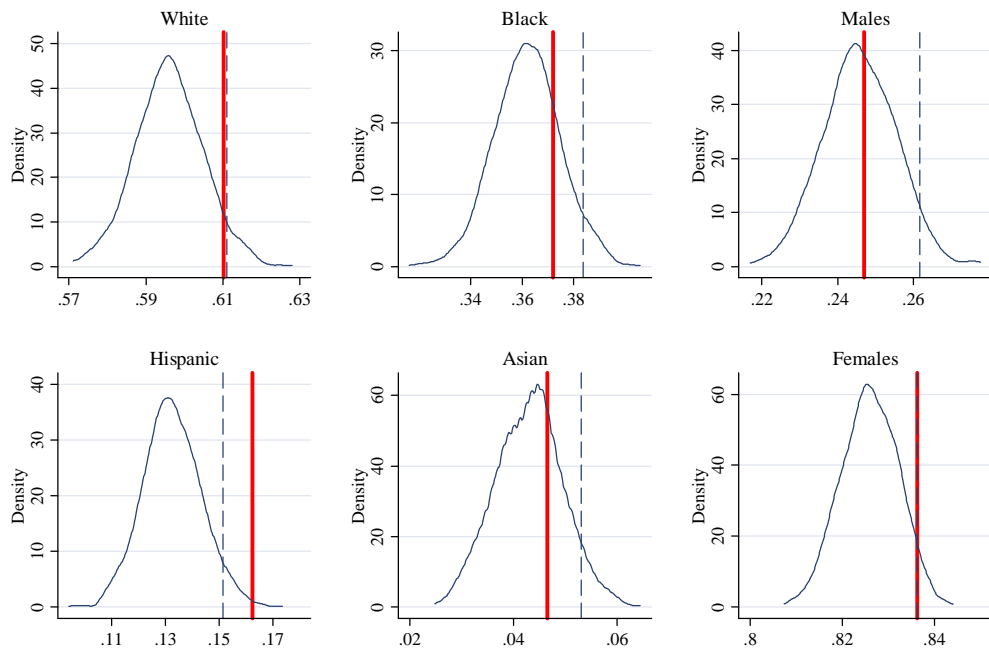 White
Density
0 10 20 30 40 50
.57 .59 .61 .63
Black
Density
0 10 20 30
.34 .36 .38
Males
Density
0 10 20 30 40
.22 .24 .26
Hispanic
Density
0 10 20 30 40
.11 .13 .15 .17
Asian
Density
0 20 40 60
.02 .04 .06
Females
Density
0 20 40 60
.8 .82 .84